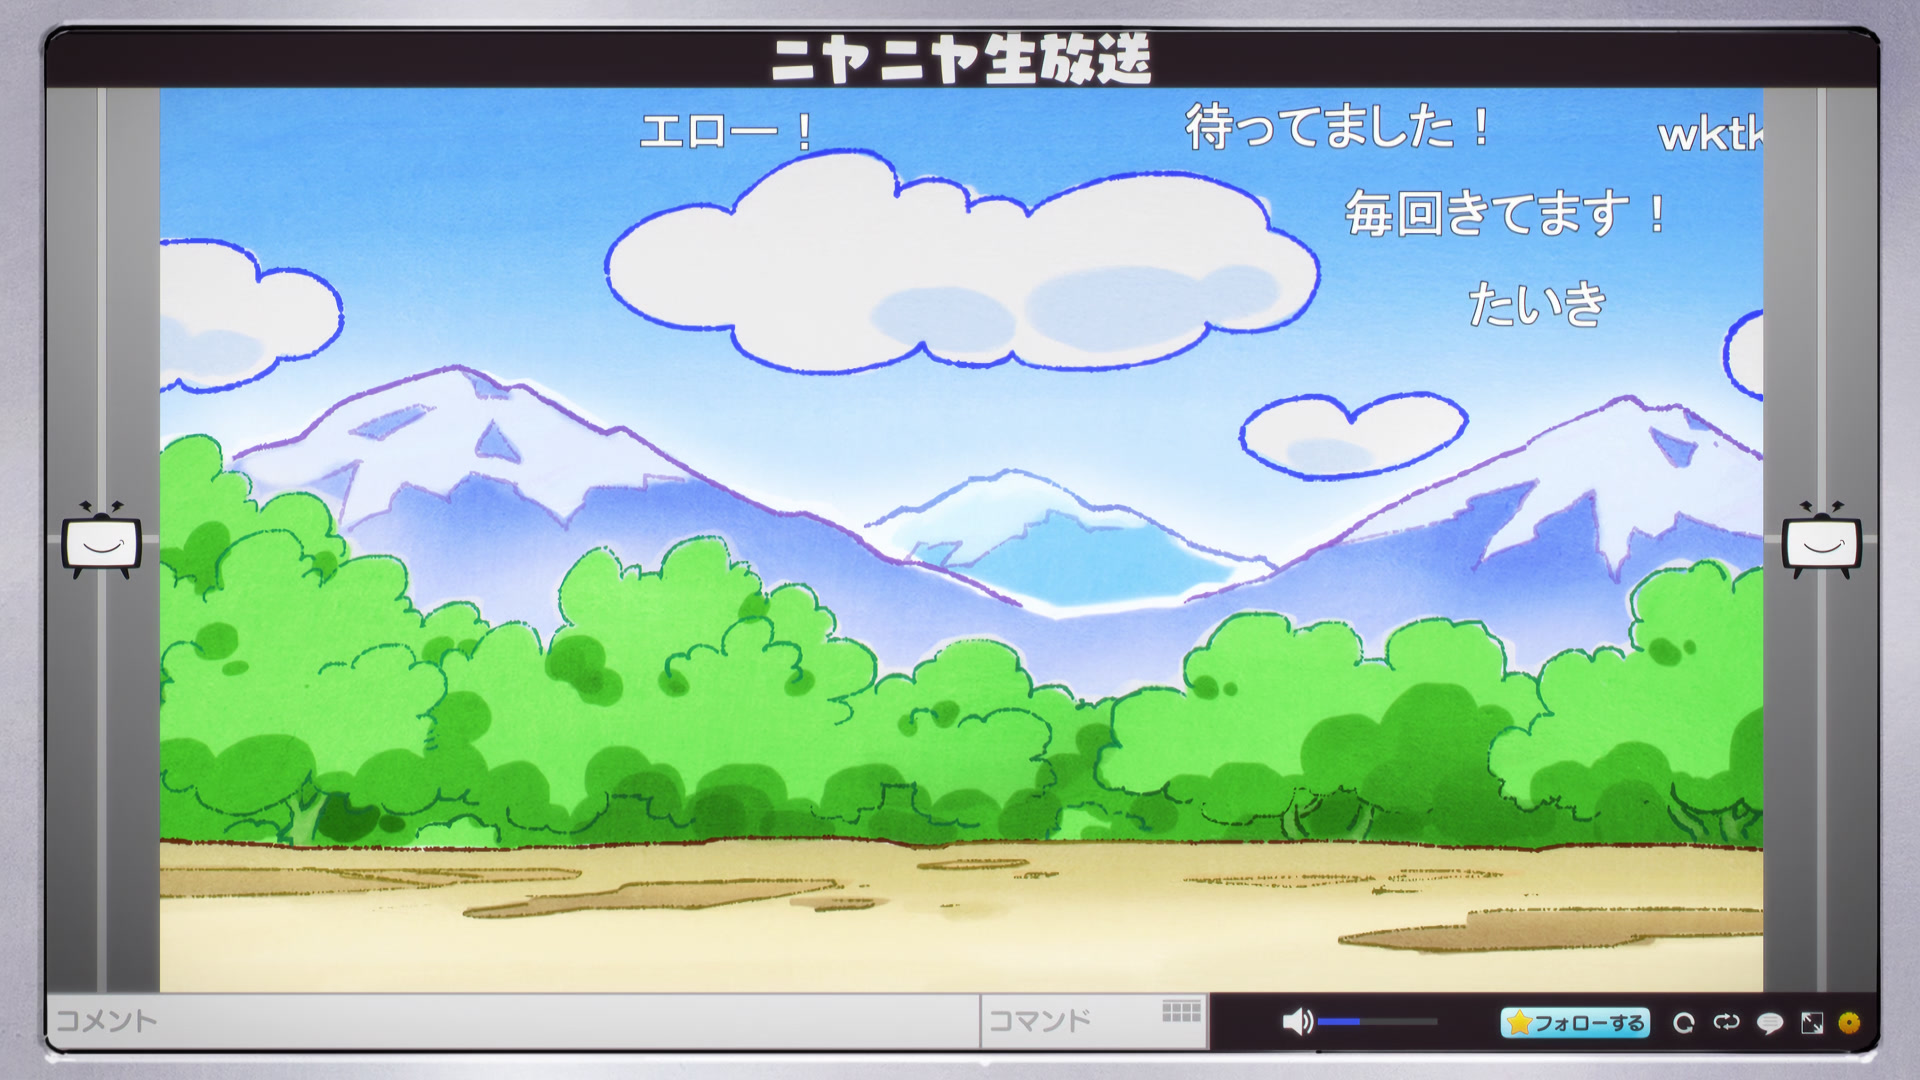 ニヤニヤ生放送
エロー！
待ってました！
wktk
毎回きてます！
たいき
コメント
コマンド
フォローする